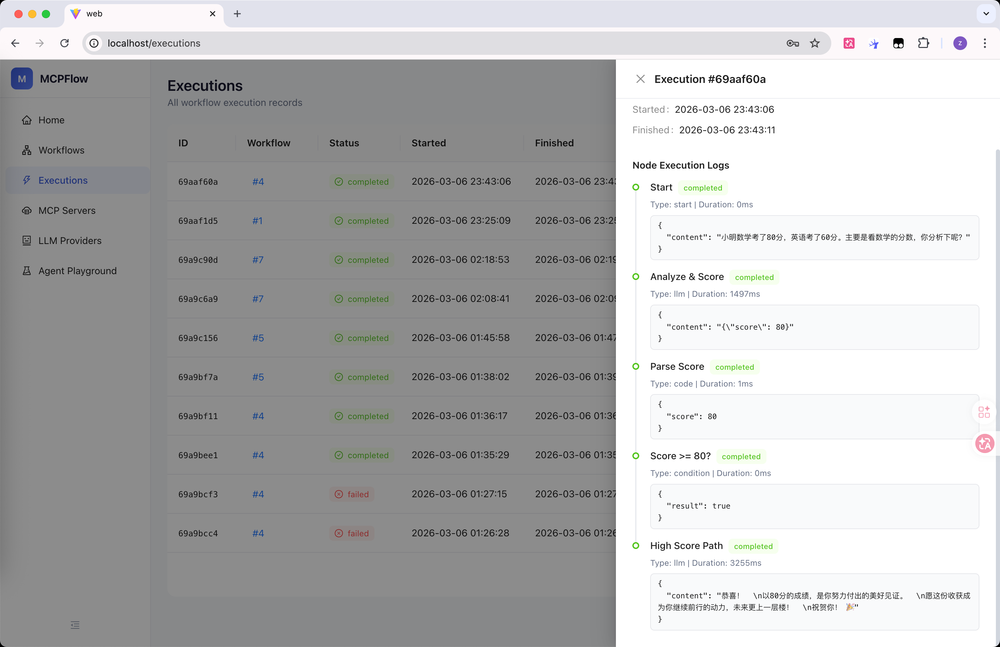 web
localhost/executions
z
M
MCPFlow
Home
Workflows
Executions
MCP Servers
LLM Providers
Agent Playground
Executions
All workflow execution records
ID Workflow Status Started Finished
69aaf60a #4 completed 2026-03-06 23:43:06 2026-03-06 23:43
69aaf1d5 #1 completed 2026-03-06 23:25:09 2026-03-06 23:25
69a9c90d #7 completed 2026-03-06 02:18:53 2026-03-06 02:19
69a9c6a9 #7 completed 2026-03-06 02:08:41 2026-03-06 02:09
69a9c156 #5 completed 2026-03-06 01:45:58 2026-03-06 01:47
69a9bf7a #5 completed 2026-03-06 01:38:02 2026-03-06 01:39
69a9bf11 #4 completed 2026-03-06 01:36:17 2026-03-06 01:36
69a9bee1 #4 completed 2026-03-06 01:35:29 2026-03-06 01:35
69a9bcf3 #4 failed 2026-03-06 01:27:15 2026-03-06 01:27
69a9bcc4 #4 failed 2026-03-06 01:26:28 2026-03-06 01:26
Execution #69aaf60a
Started: 2026-03-06 23:43:06
Finished: 2026-03-06 23:43:11
Node Execution Logs
Start completed
Type: start | Duration: 0ms
{
"content": "小明数学考了80分，英语考了60分。主要是看数学的分数，你分析下呢？"
}
Analyze & Score completed
Type: llm | Duration: 1497ms
{
"content": "{\"score\": 80}"
}
Parse Score completed
Type: code | Duration: 1ms
{
"score": 80
}
Score >= 80? completed
Type: condition | Duration: 0ms
{
"result": true
}
High Score Path completed
Type: llm | Duration: 3255ms
{
"content": "恭喜！ \n以80分的成绩，是你努力付出的美好见证。 \n愿这份收获成
为你继续前行的动力，未来更上一层楼！ \n祝贺你！ 🎉"
}